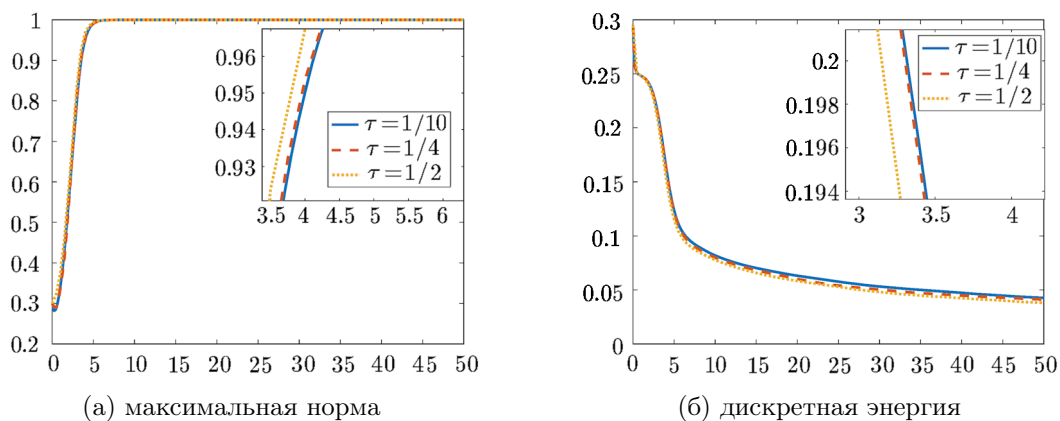 1
0.9
0.8
0.7
0.6
0.5
0.4
0.3
0.2
0 5 10 15 20 25 30 35 40 45 50
0.96
0.95
0.94
0.93
3.5 4 4.5 5 5.5 6
τ = 1/10
τ = 1/4
τ = 1/2
(а) максимальная норма
0.3
0.25
0.2
0.15
0.1
0.05
0
0 5 10 15 20 25 30 35 40 45 50
0.2
0.198
0.196
0.194
3 3.5 4
τ = 1/10
τ = 1/4
τ = 1/2
(б) дискретная энергия